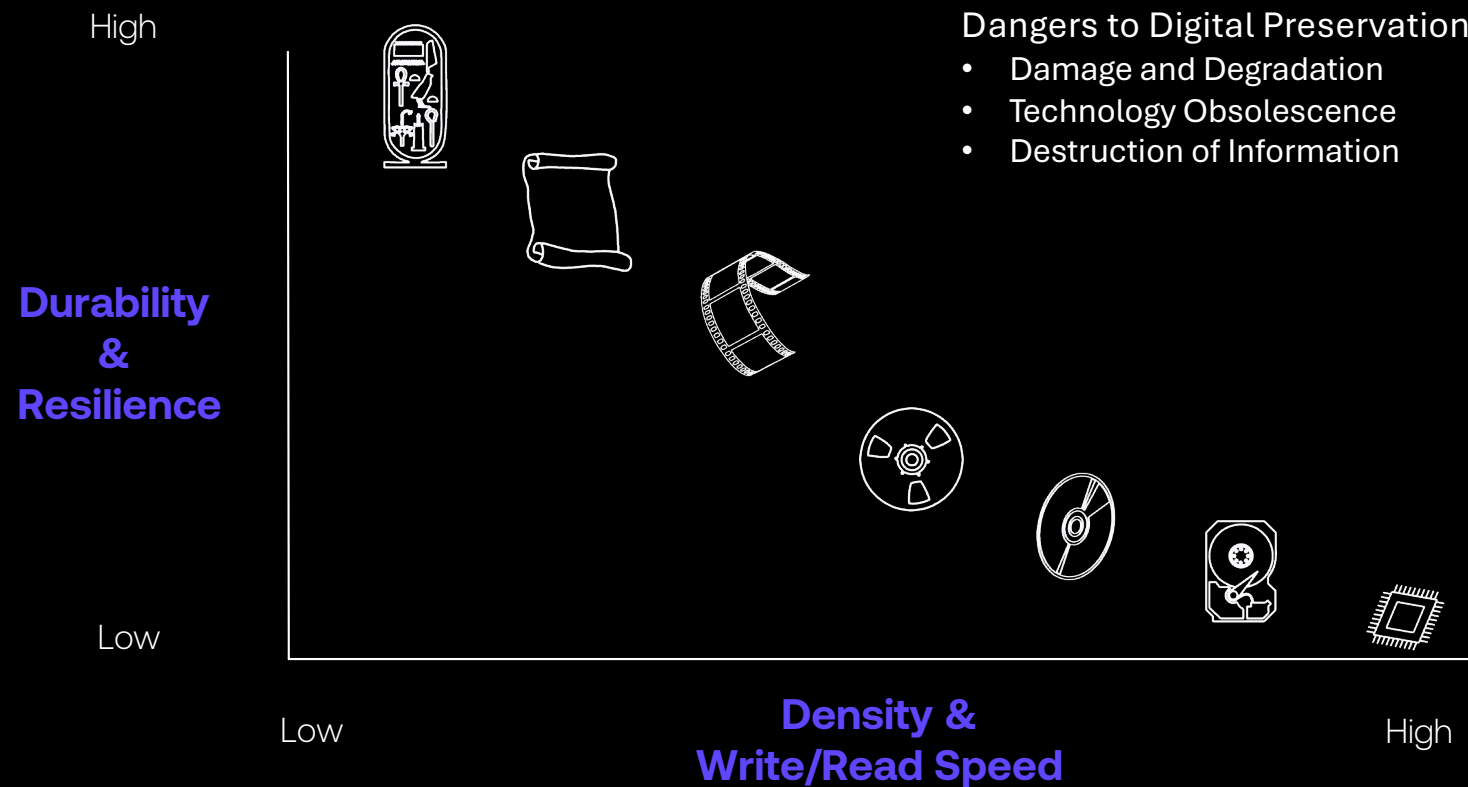 High
Dangers to Digital Preservation
• Damage and Degradation
• Technology Obsolescence
• Destruction of Information
Durability
&
Resilience
Low
Low
Density &
Write/Read Speed
High